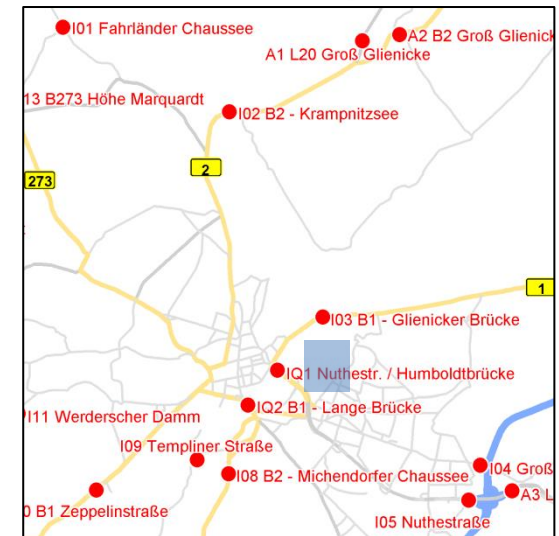 I01 Fahrländer Chaussee
A2 B2 Groß Glienick
A1 L20 Groß Glienicke
13 B273 Höhe Marquardt
I02 B2 - Krampnitzsee
2
273
1
I03 B1 - Glienicker Brücke
IQ1 Nuthestr. / Humboldtbrücke
IQ2 B1 - Lange Brücke
I11 Werderscher Damm
I09 Templiner Straße
I04 Groß
I08 B2 - Michendorfer Chaussee
A3 L
0 B1 Zeppelinstraße
I05 Nuthestraße